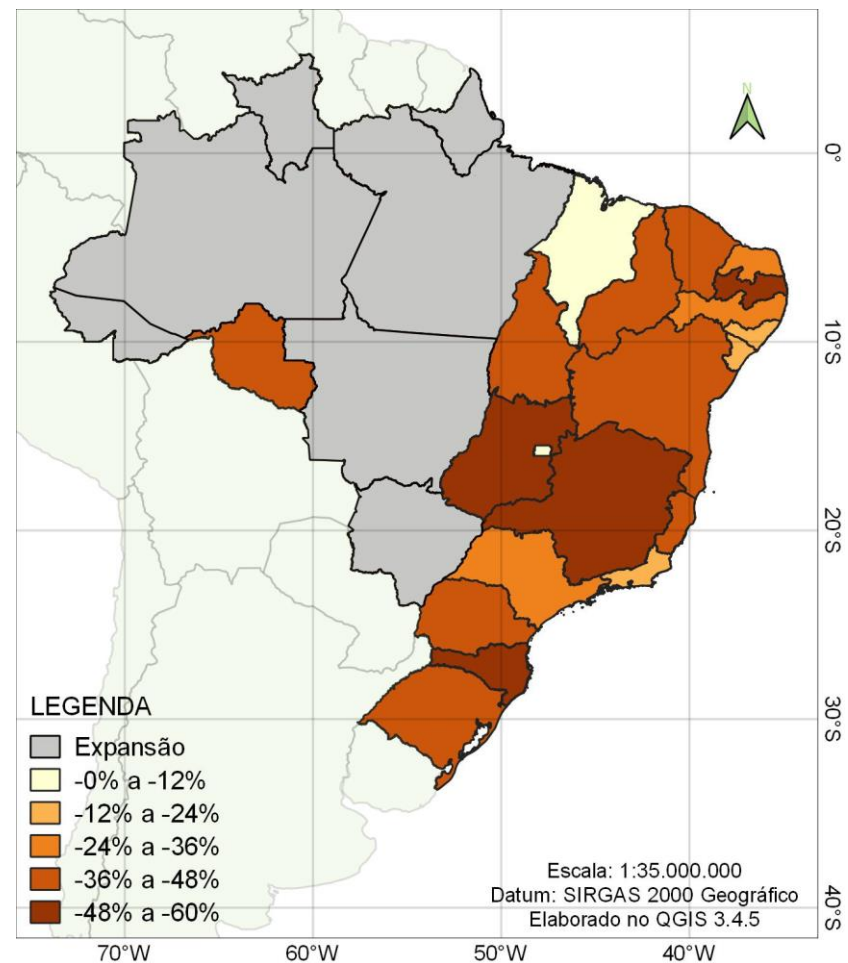 N
0°
10°S
20°S
30°S
40°S
LEGENDA
Expansão
-0% a -12%
-12% a -24%
-24% a -36%
-36% a -48%
-48% a -60%
Escala: 1:35.000.000
Datum: SIRGAS 2000 Geográfico
Elaborado no QGIS 3.4.5
70°W 60°W 50°W 40°W